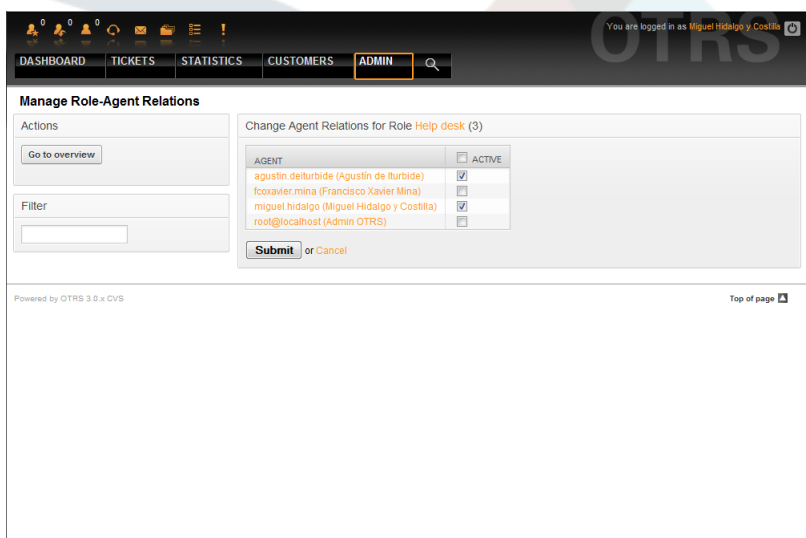 0 0 0
You are logged in as Miguel Hidalgo y Costilla
OTRS
DASHBOARD TICKETS STATISTICS CUSTOMERS ADMIN
Manage Role-Agent Relations
Actions
Go to overview
Filter
Change Agent Relations for Role Help desk (3)
AGENT ACTIVE
agustin.deiturbide (Agustín de Iturbide)
fcoxavier.mina (Francisco Xavier Mina)
miguel.hidalgo (Miguel Hidalgo y Costilla)
root@localhost (Admin OTRS)
Submit or Cancel
Powered by OTRS 3.0.x CVS
Top of page